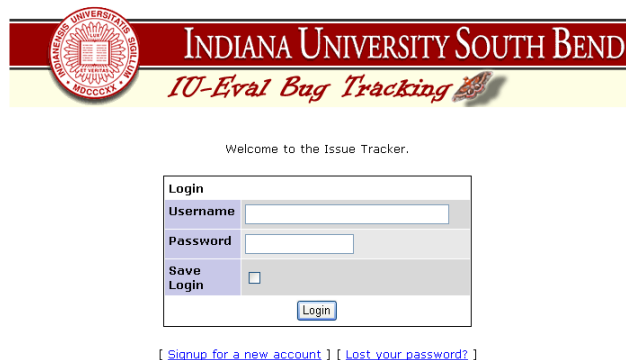 INDIANA UNIVERSITY SOUTH BEND
IU-Eval Bug Tracking
Welcome to the Issue Tracker.
Login
Username
Password
Save
Login
Login
[ Signup for a new account ] [ Lost your password? ]